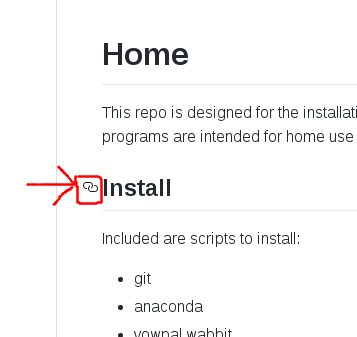 Home
This repo is designed for the installati
programs are intended for home use
Install
Included are scripts to install:
git
anaconda
vowpal wabbit